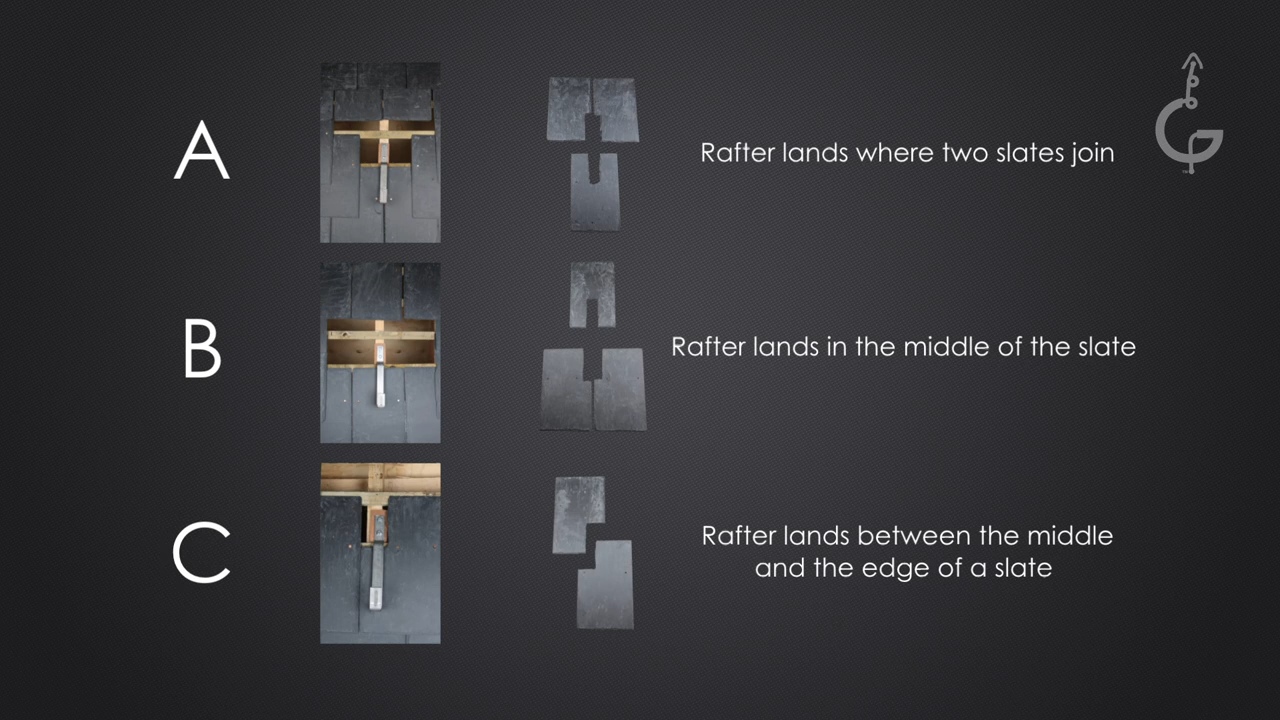 A
Rafter lands where two slates join
B
Rafter lands in the middle of the slate
C
Rafter lands between the middle
and the edge of a slate